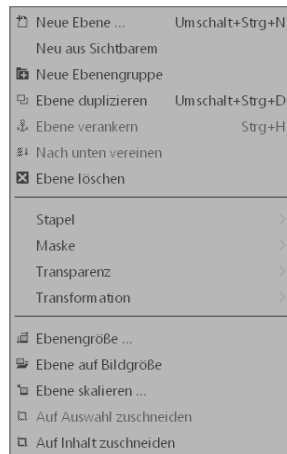 Neue Ebene ... Umschalt+Strg+N
Neu aus Sichtbarem
Neue Ebenengruppe
Ebene duplizieren Umschalt+Strg+D
Ebene verankern Strg+H
Nach unten vereinen
Ebene löschen
Stapel
Maske
Transparenz
Transformation
Ebenengröße ...
Ebene auf Bildgröße
Ebene skalieren ...
Auf Auswahl zuschneiden
Auf Inhalt zuschneiden